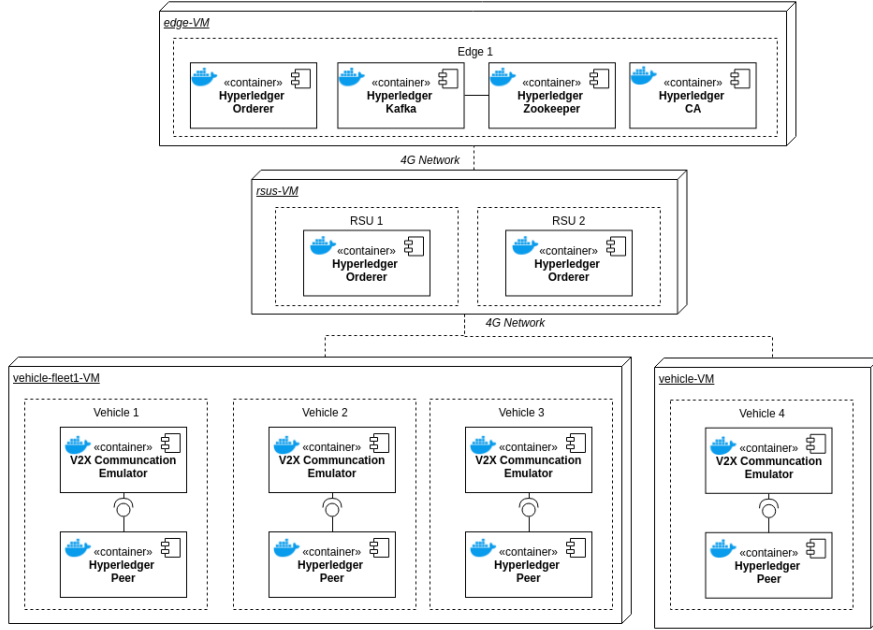 edge-VM
Edge 1
«container»
Hyperledger
Orderer
«container»
Hyperledger
Kafka
«container»
Hyperledger
Zookeeper
«container»
Hyperledger
CA
4G Network
rsus-VM
RSU 1
«container»
Hyperledger
Orderer
RSU 2
«container»
Hyperledger
Orderer
4G Network
vehicle-fleet1-VM
Vehicle 1
«container»
V2X Communcation
Emulator
«container»
Hyperledger
Peer
Vehicle 2
«container»
V2X Communcation
Emulator
«container»
Hyperledger
Peer
Vehicle 3
«container»
V2X Communcation
Emulator
«container»
Hyperledger
Peer
vehicle-VM
Vehicle 4
«container»
V2X Communcation
Emulator
«container»
Hyperledger
Peer